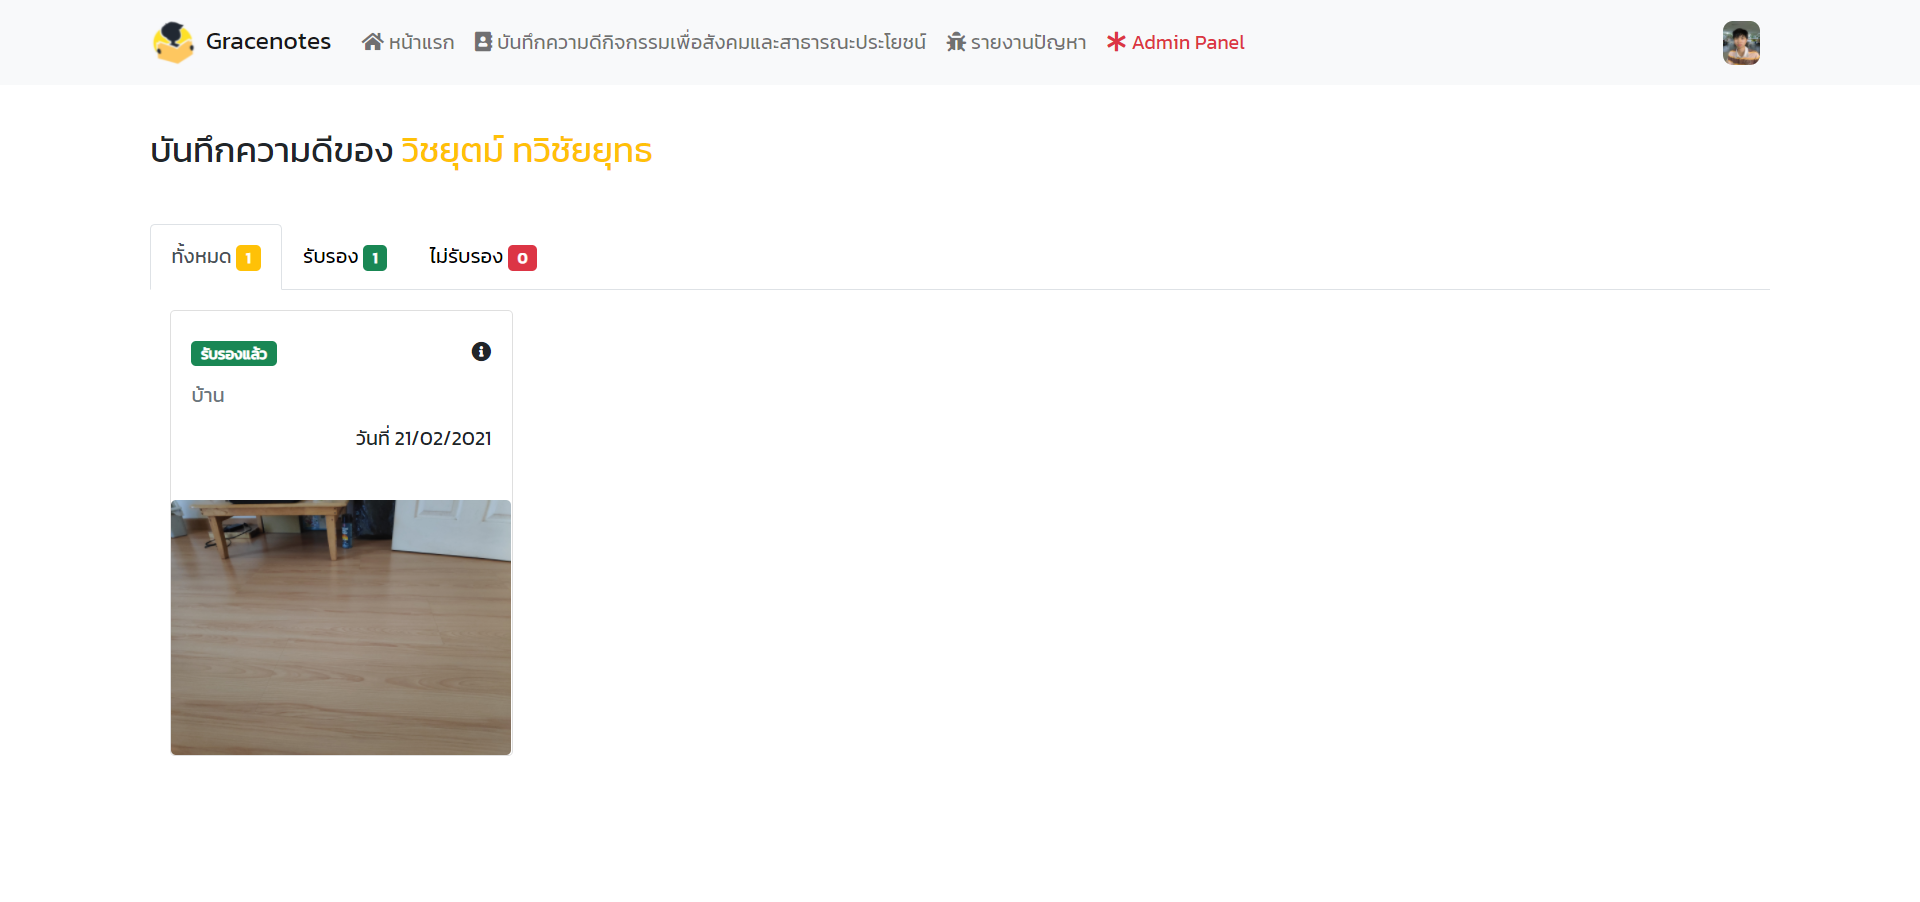 Gracenotes หน้าแรก บันทึกความดีกิจกรรมเพื่อสังคมและสาธารณะประโยชน์ รายงานปัญหา Admin Panel
บันทึกความดีของ วิชยุตม์ ทวิชัยยุทธ
ทั้งหมด 1 รับรอง 1 ไม่รับรอง 0
รับรองแล้ว
บ้าน
วันที่ 21/02/2021